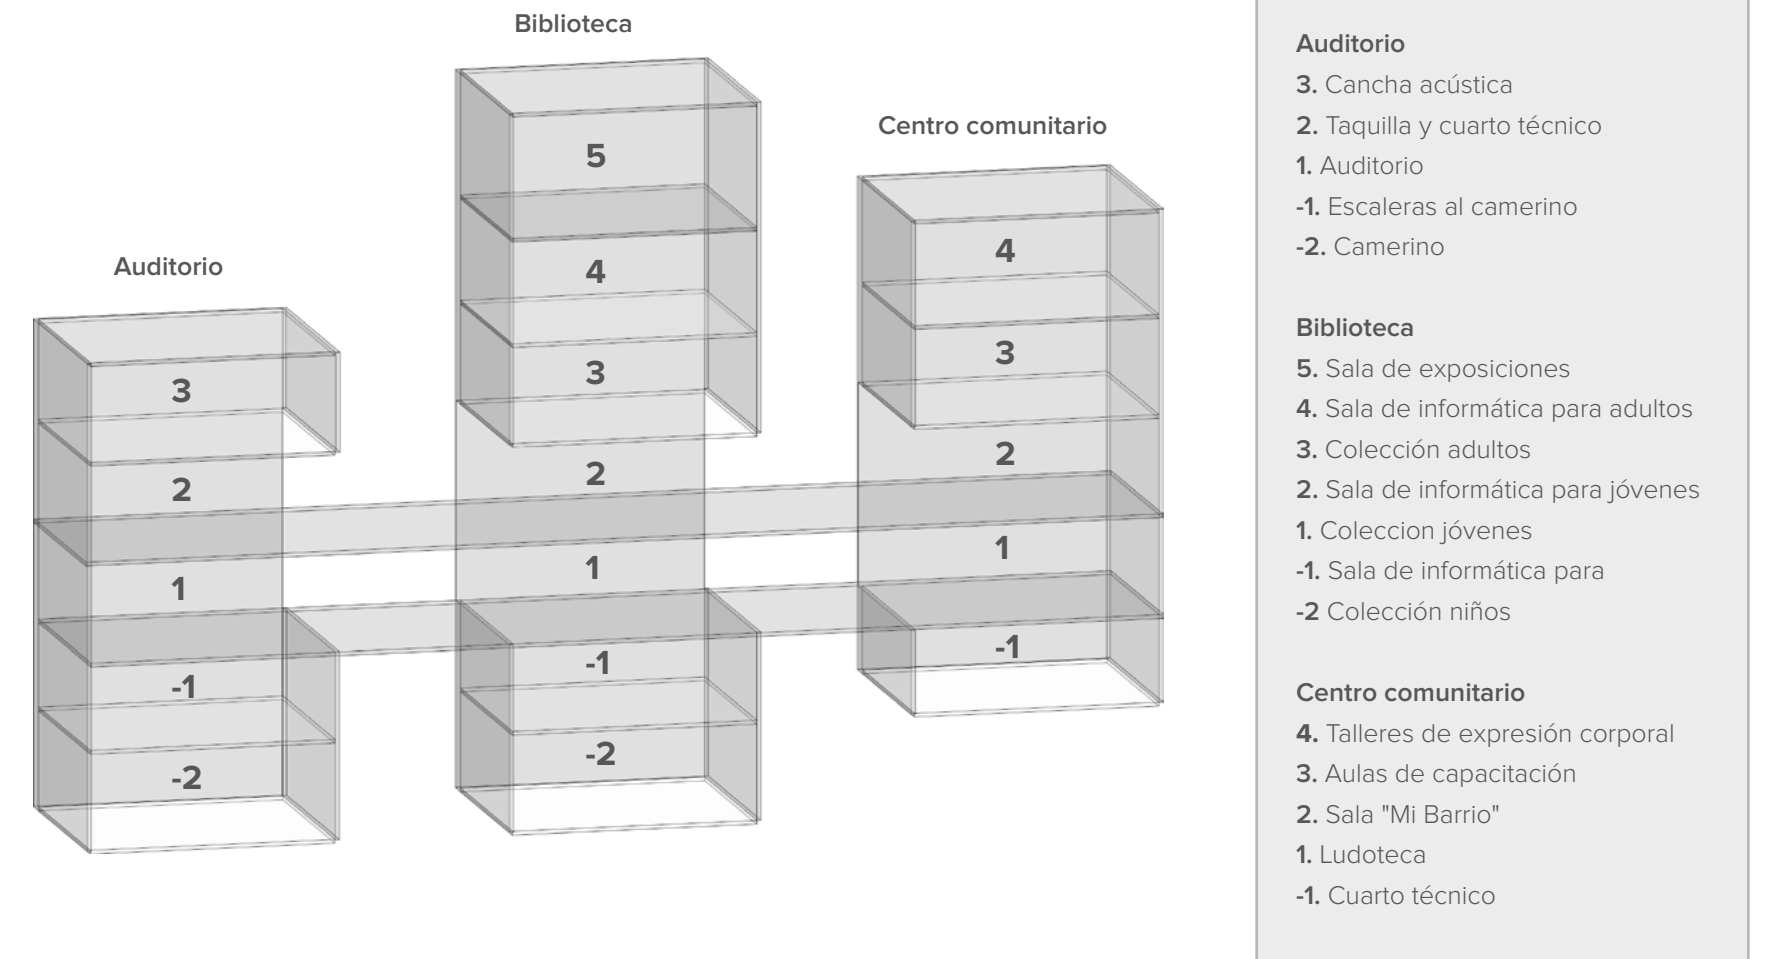 Biblioteca
5
4
3
2
1
-1
-2
Centro comunitario
4
3
2
1
-1
Auditorio
3
2
1
-1
-2
Auditorio
3. Cancha acústica
2. Taquilla y cuarto técnico
1. Auditorio
-1. Escaleras al camerino
-2. Camerino
Biblioteca
5. Sala de exposiciones
4. Sala de informática para adultos
3. Colección adultos
2. Sala de informática para jóvenes
1. Coleccion jóvenes
-1. Sala de informática para
-2 Colección niños
Centro comunitario
4. Talleres de expresión corporal
3. Aulas de capacitación
2. Sala "Mi Barrio"
1. Ludoteca
-1. Cuarto técnico